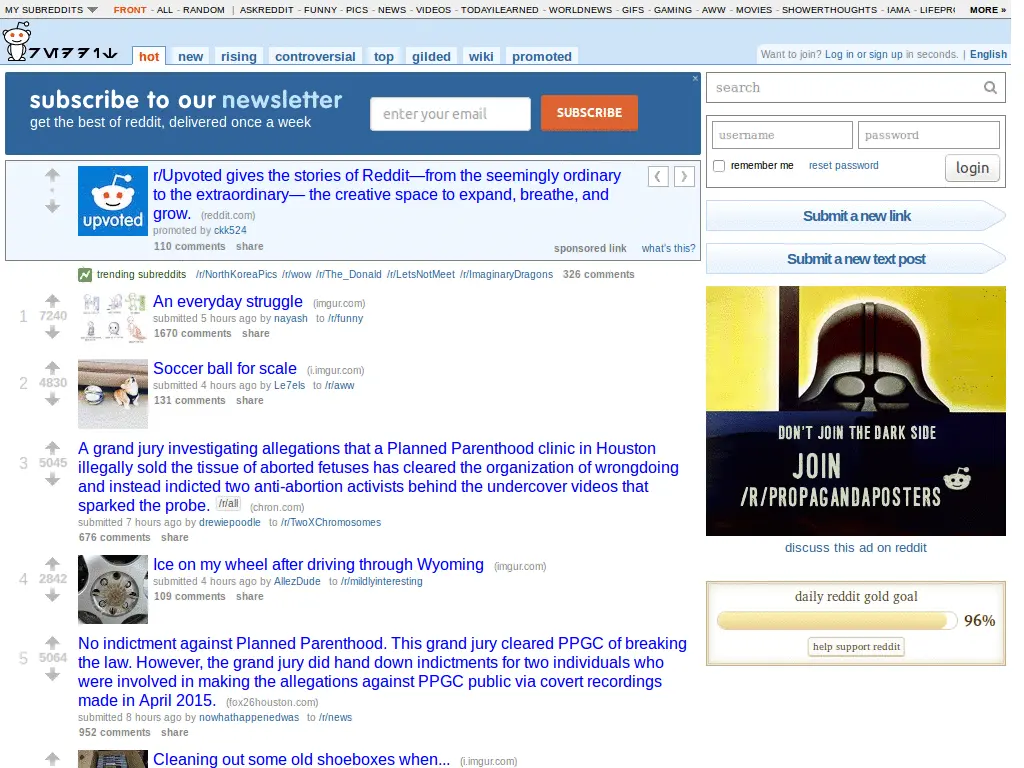 MY SUBREDDITS FRONT - ALL - RANDOM | ASKREDDIT - FUNNY - PICS - NEWS - VIDEOS - TODAYILEARNED - WORLDNEWS - GIFS - GAMING - AWW - MOVIES - SHOWERTHOUGHTS - IAMA - LIFEPR MORE »
hot new rising controversial top gilded wiki promoted
Want to join? Log in or sign up in seconds. | English
subscribe to our newsletter
get the best of reddit, delivered once a week
enter your email
SUBSCRIBE
×
search
username password
remember me reset password login
Submit a new link
Submit a new text post
upvoted
r/Upvoted gives the stories of Reddit—from the seemingly ordinary
to the extraordinary— the creative space to expand, breathe, and
grow. (reddit.com)
promoted by ckk524
110 comments share
sponsored link what's this?
trending subreddits /r/NorthKoreaPics /r/wow /r/The_Donald /r/LetsNotMeet /r/ImaginaryDragons 326 comments
1
7240
An everyday struggle (imgur.com)
submitted 5 hours ago by nayash to /r/funny
1670 comments share
2
4830
Soccer ball for scale (i.imgur.com)
submitted 4 hours ago by Le7els to /r/aww
131 comments share
3
5045
A grand jury investigating allegations that a Planned Parenthood clinic in Houston
illegally sold the tissue of aborted fetuses has cleared the organization of wrongdoing
and instead indicted two anti-abortion activists behind the undercover videos that
sparked the probe. /r/all (chron.com)
submitted 7 hours ago by drewiepoodle to /r/TwoXChromosomes
676 comments share
4
2842
Ice on my wheel after driving through Wyoming (imgur.com)
submitted 4 hours ago by AllezDude to /r/mildlyinteresting
109 comments share
5
5064
No indictment against Planned Parenthood. This grand jury cleared PPGC of breaking
the law. However, the grand jury did hand down indictments for two individuals who
were involved in making the allegations against PPGC public via covert recordings
made in April 2015. (fox26houston.com)
submitted 8 hours ago by nowhathappenedwas to /r/news
952 comments share
Cleaning out some old shoeboxes when... (i.imgur.com)
DON'T JOIN THE DARK SIDE
JOIN
/R/PROPAGANDAPOSTERS
discuss this ad on reddit
daily reddit gold goal
96%
help support reddit